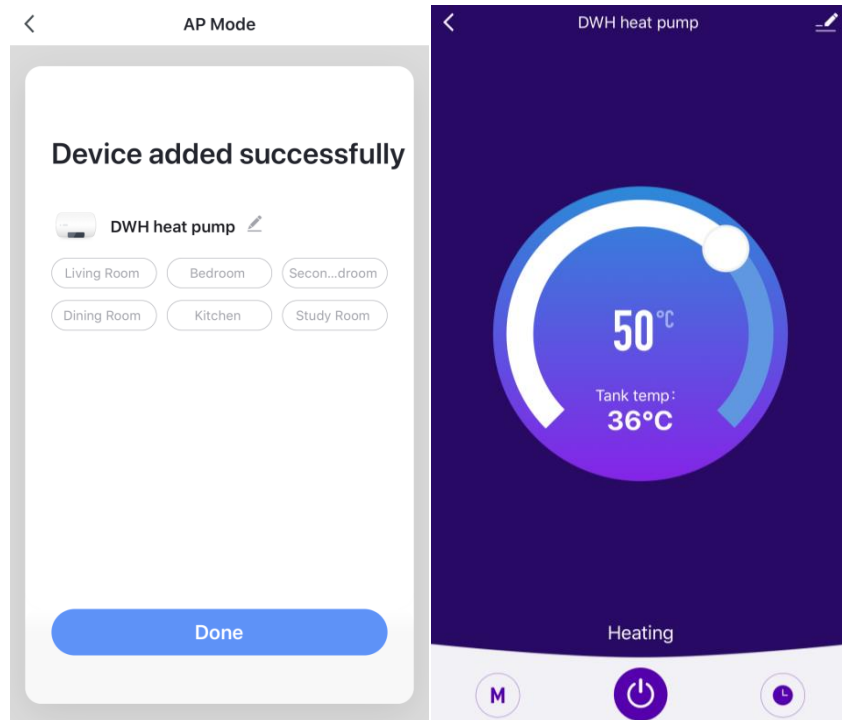 AP Mode
Device added successfully
DWH heat pump
Living Room
Bedroom
Secon...droom
Dining Room
Kitchen
Study Room
Done
DWH heat pump
50°C
Tank temp:
36°C
Heating
M